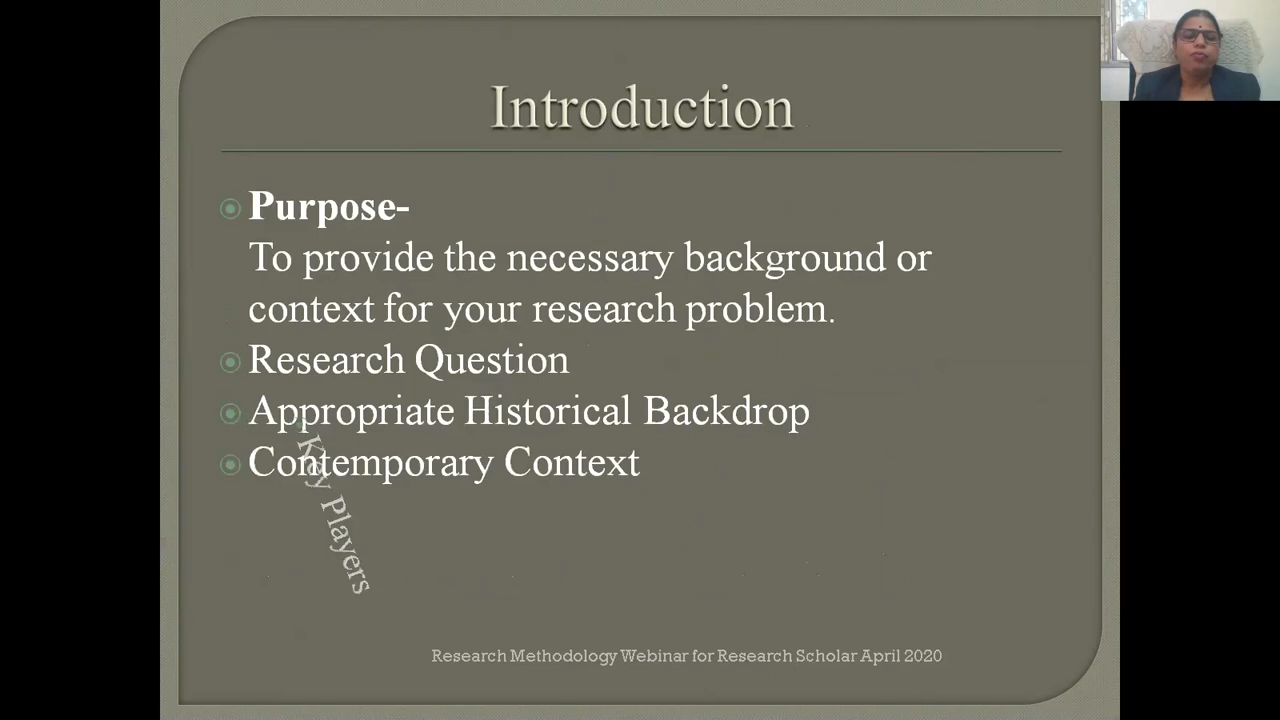 Introduction
Purpose-
To provide the necessary background or
context for your research problem.
Research Question
Appropriate Historical Backdrop
Contemporary Context
Key Players
Research Methodology Webinar for Research Scholar April 2020